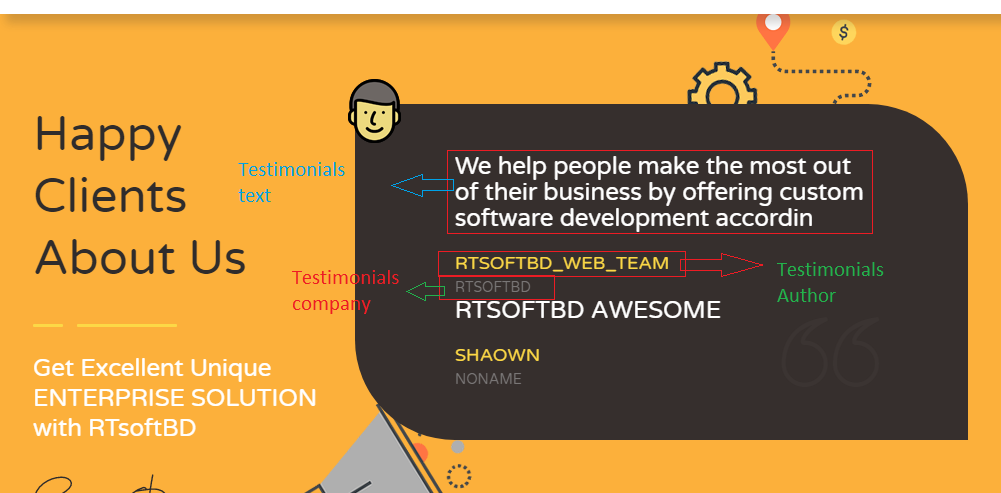 Happy
Clients
About Us
Get Excellent Unique
ENTERPRISE SOLUTION
with RTsoftBD
Testimonials
text
We help people make the most out
of their business by offering custom
software development accordin
RTSOFTBD_WEB_TEAM
RTSOFTBD
Testimonials
company
Testimonials
Author
RTSOFTBD AWESOME
SHAOWN
NONAME
$